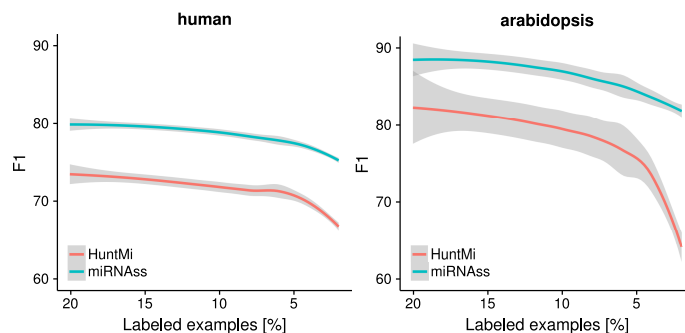 human
F1
90
80
70
60
HuntMi
miRNAss
20
15
10
5
Labeled examples [%]
arabidopsis
F1
90
80
70
60
HuntMi
miRNAss
20
15
10
5
Labeled examples [%]